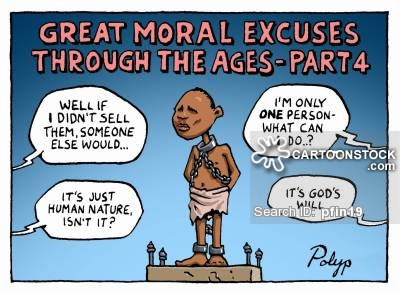 GREAT MORAL EXCUSES
THROUGH THE AGES - PART 4
WELL IF
I DIDN'T SELL
THEM, SOMEONE
ELSE WOULD...
I'M ONLY
ONE PERSON-
WHAT CAN
I DO..?
IT'S JUST
HUMAN NATURE,
ISN'T IT?
IT'S GOD'S
WILL
CARTOONSTOCK
.com
Search ID: pfin19
Polyp